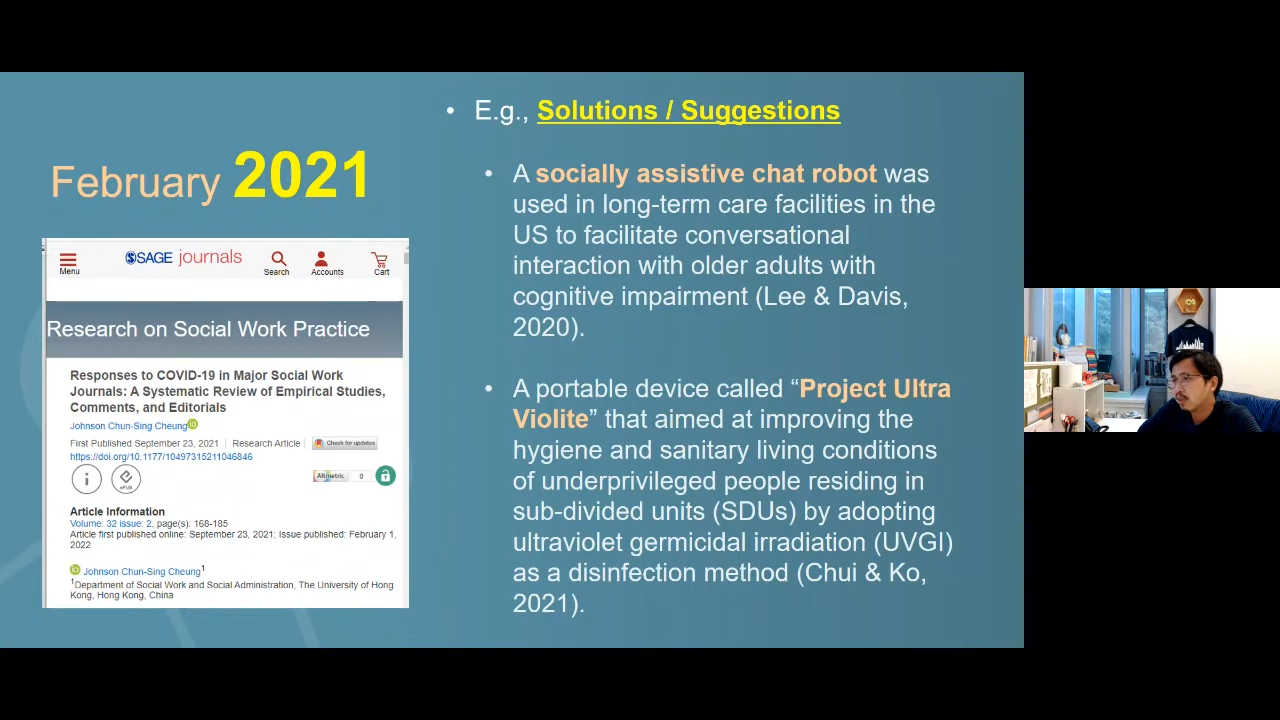 February 2021
SAGE journals
Menu
Search
Accounts
Cart
Research on Social Work Practice
Responses to COVID-19 in Major Social Work
Journals: A Systematic Review of Empirical Studies,
Comments, and Editorials
Johnson Chun-Sing Cheung iD
First Published September 23, 2021 | Research Article | Check for updates
https://doi.org/10.1177/10497315211046846
i
ePUB
Altmetric 0
Article Information
Volume: 32 issue: 2, page(s): 168-185
Article first published online: September 23, 2021; Issue published: February 1,
2022
iD Johnson Chun-Sing Cheung1
1Department of Social Work and Social Administration, The University of Hong
Kong, Hong Kong, China
• E.g., Solutions / Suggestions
• A socially assistive chat robot was
used in long-term care facilities in the
US to facilitate conversational
interaction with older adults with
cognitive impairment (Lee & Davis,
2020).
• A portable device called “Project Ultra
Violite” that aimed at improving the
hygiene and sanitary living conditions
of underprivileged people residing in
sub-divided units (SDUs) by adopting
ultraviolet germicidal irradiation (UVGI)
as a disinfection method (Chui & Ko,
2021).